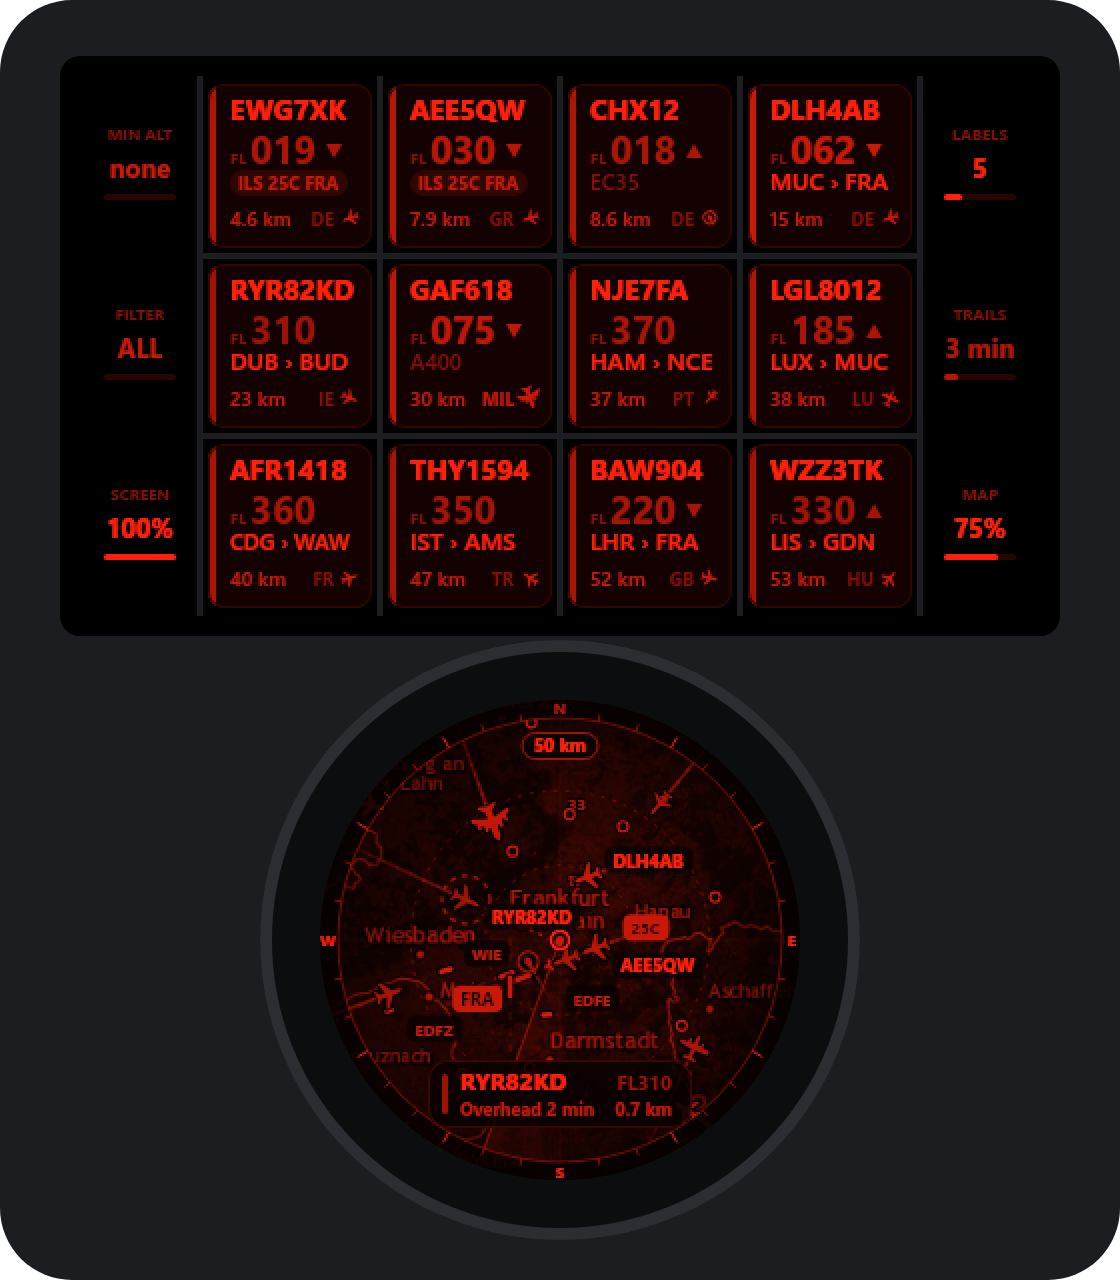 MIN ALT
none
FILTER
ALL
SCREEN
100%
EWG7XK
FL 019 ▼
ILS 25C FRA
4.6 km DE
AEE5QW
FL 030 ▼
ILS 25C FRA
7.9 km GR
CHX12
FL 018 ▲
EC35
8.6 km DE
DLH4AB
FL 062 ▼
MUC › FRA
15 km DE
RYR82KD
FL 310
DUB › BUD
23 km IE
GAF618
FL 075 ▼
A400
30 km MIL
NJE7FA
FL 370
HAM › NCE
37 km PT
LGL8012
FL 185 ▲
LUX › MUC
38 km LU
AFR1418
FL 360
CDG › WAW
40 km FR
THY1594
FL 350
IST › AMS
47 km TR
BAW904
FL 220 ▼
LHR › FRA
52 km GB
WZZ3TK
FL 330 ▲
LIS › GDN
53 km HU
LABELS
5
TRAILS
3 min
MAP
75%
N
50 km
an
Lahn
33
DLH4AB
Frankfurt
RYR82KD
Hanau
25C
Wiesbaden
W
E
WIE
AEE5QW
FRA
EDFE
Aschaff
EDFZ
Darmstadt
uznach
RYR82KD FL310
Overhead 2 min 0.7 km
S